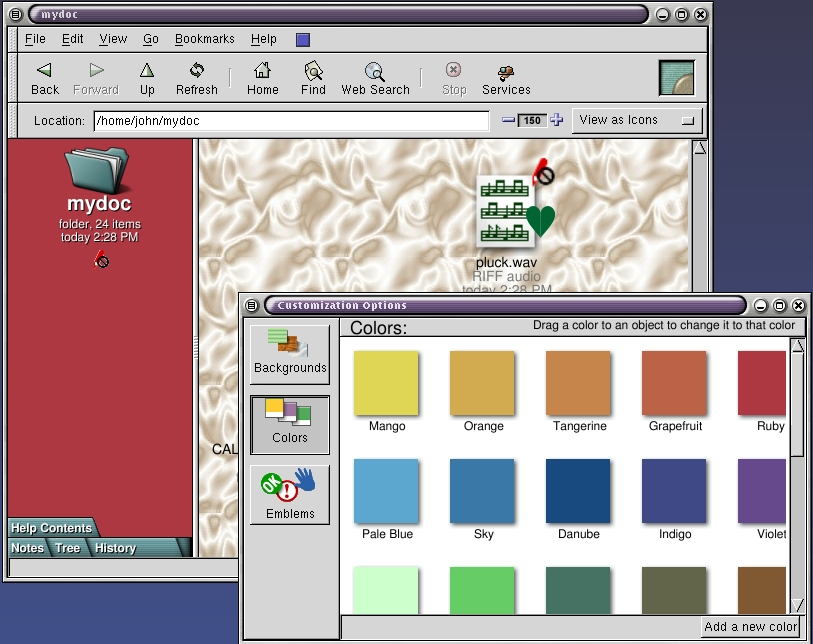 mydoc
File Edit View Go Bookmarks Help
Back Forward Up Refresh Home Find Web Search Stop Services
Location: /home/john/mydoc 150 View as Icons
mydoc
folder, 24 items
today 2:28 PM
pluck.wav
RIFF audio
today 2:28 PM
CAL
Help Contents
Notes Tree History
Customization Options
Colors: Drag a color to an object to change it to that color
Backgrounds
Colors
OK
Emblems
Mango Orange Tangerine Grapefruit Ruby
Pale Blue Sky Danube Indigo Violet
Add a new color